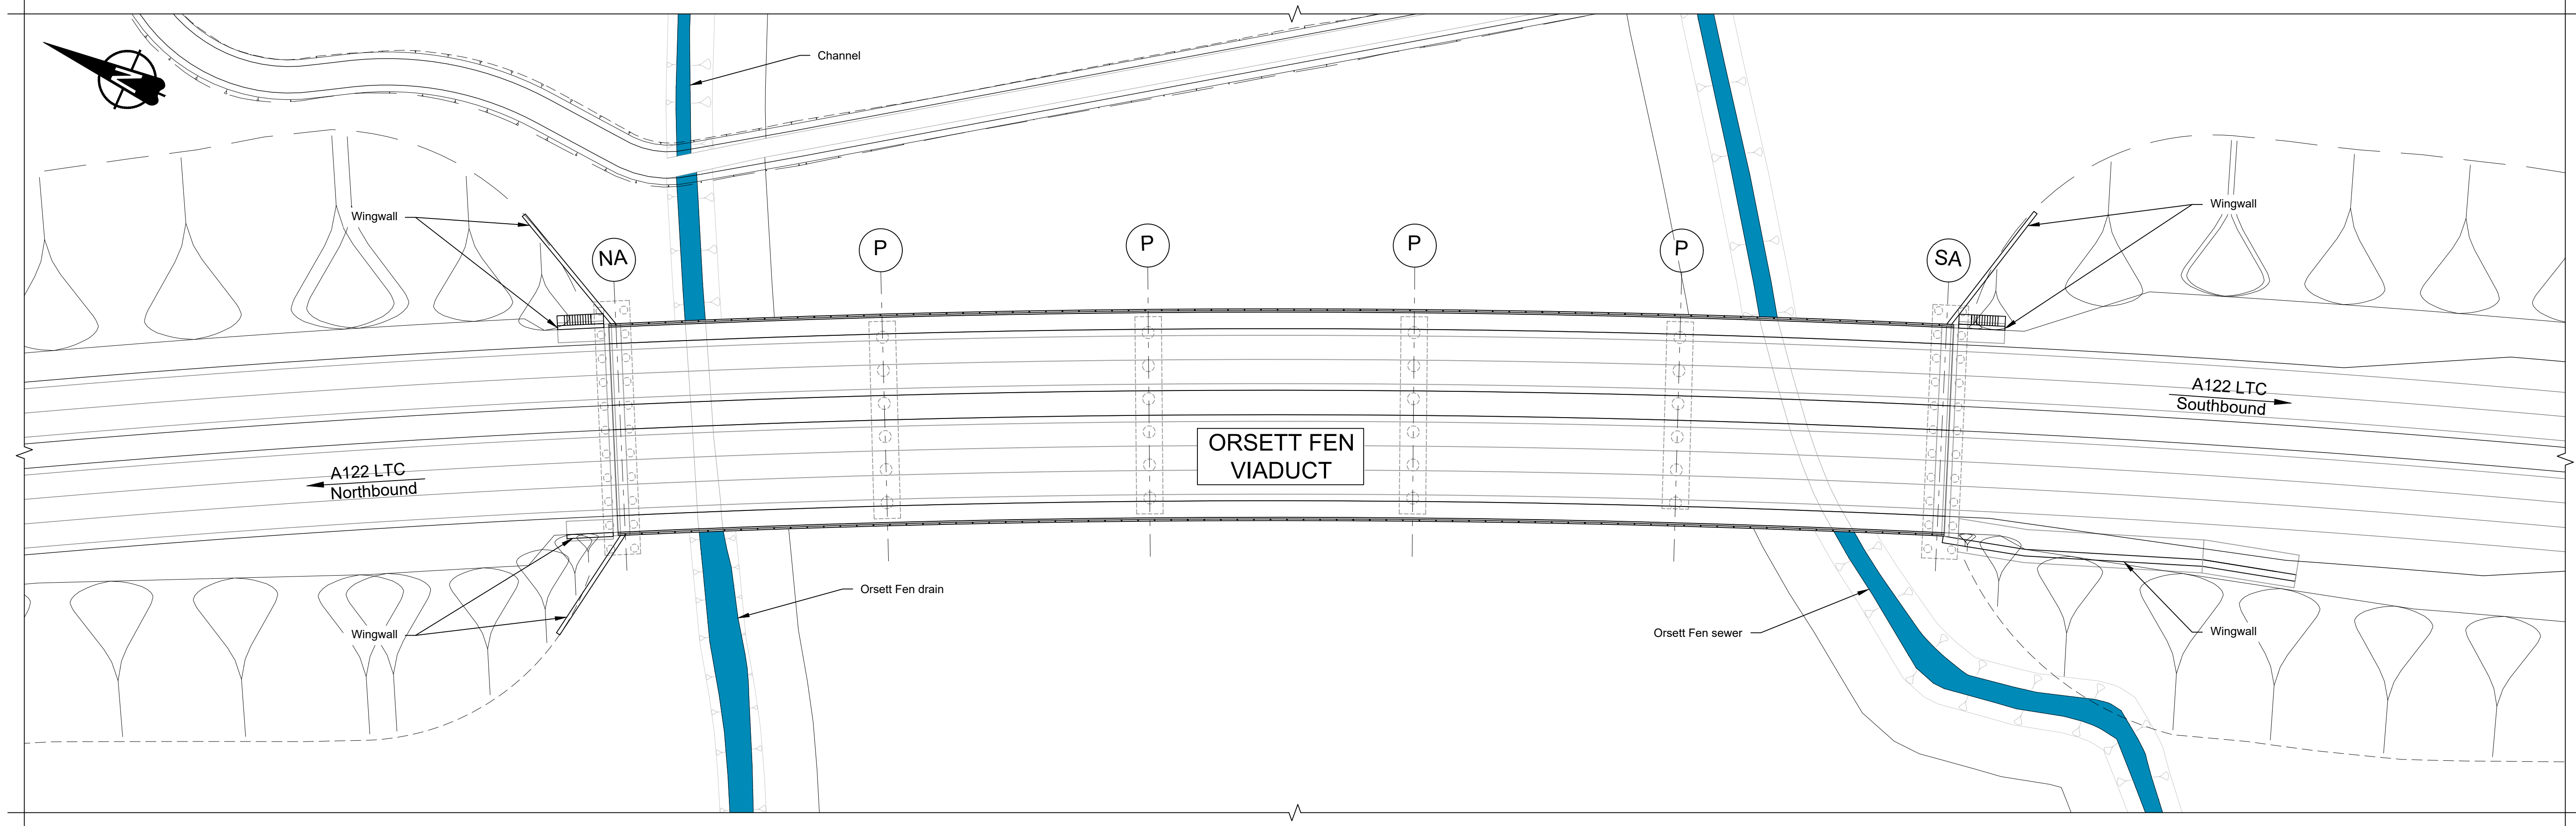 N
Channel
Wingwall
Wingwall
NA
P
P
P
P
SA
A122 LTC
Southbound
ORSETT FEN
VIADUCT
A122 LTC
Northbound
Orsett Fen drain
Wingwall
Orsett Fen sewer
Wingwall